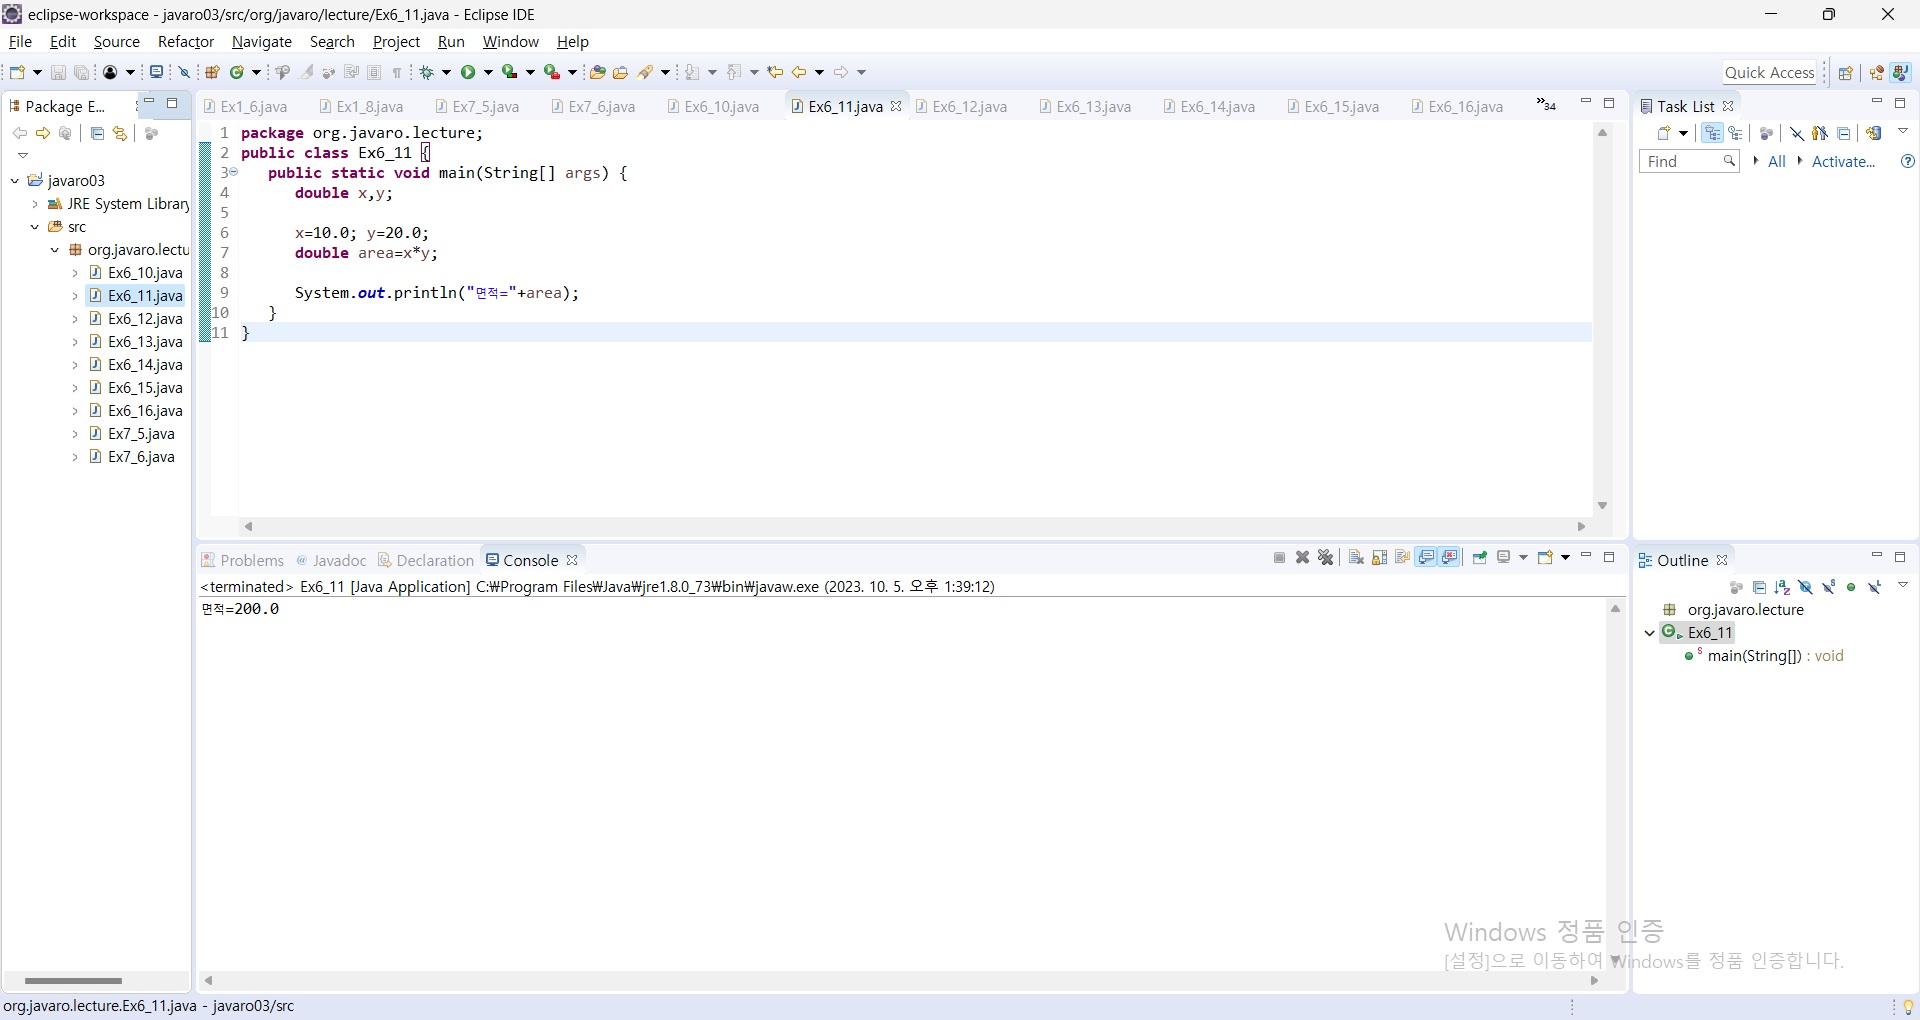 eclipse-workspace - javaro03/src/org/javaro/lecture/Ex6_11.java - Eclipse IDE
File Edit Source Refactor Navigate Search Project Run Window Help
Quick Access
Package E...
Ex1_6.java Ex1_8.java Ex7_5.java Ex7_6.java Ex6_10.java Ex6_11.java Ex6_12.java Ex6_13.java Ex6_14.java Ex6_15.java Ex6_16.java »34
Task List
Find All Activate...
javaro03
JRE System Library
src
org.javaro.lectu
Ex6_10.java
Ex6_11.java
Ex6_12.java
Ex6_13.java
Ex6_14.java
Ex6_15.java
Ex6_16.java
Ex7_5.java
Ex7_6.java
1 package org.javaro.lecture;
2 public class Ex6_11 {
3 public static void main(String[] args) {
4 double x,y;
5
6 x=10.0; y=20.0;
7 double area=x*y;
8
9 System.out.println("면적="+area);
10 }
11 }
Problems Javadoc Declaration Console
<terminated> Ex6_11 [Java Application] C:₩Program Files₩Java₩jre1.8.0_73₩bin₩javaw.exe (2023. 10. 5. 오후 1:39:12)
면적=200.0
Outline
org.javaro.lecture
Ex6_11
main(String[]) : void
Windows 정품 인증
[설정]으로 이동하여 Windows를 정품 인증합니다.
org.javaro.lecture.Ex6_11.java - javaro03/src